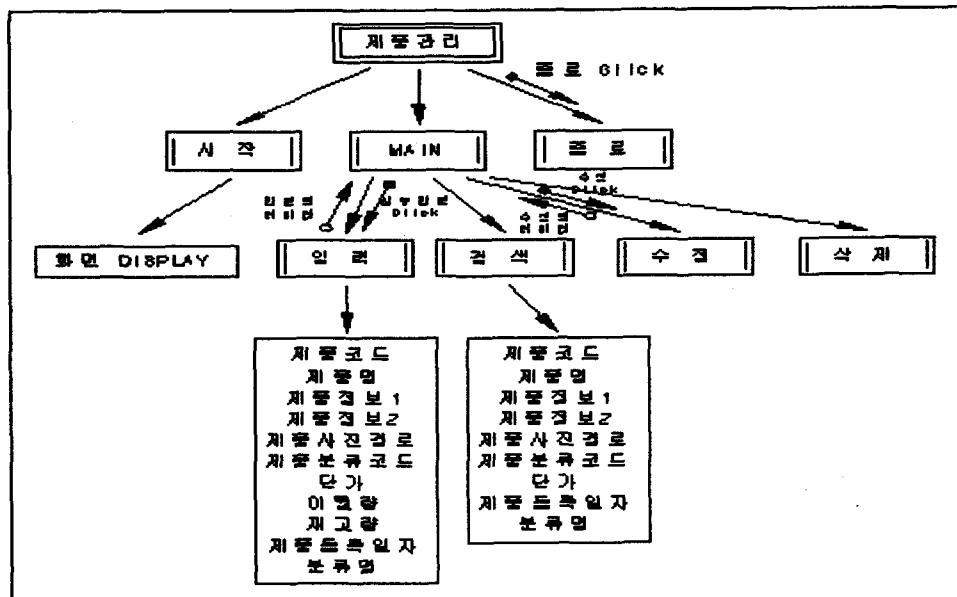 제품관리
종료 Click
시 작
MAIN
종 료
Click
Click
화면 DISPLAY
입 력
검 색
수 정
삭 제
제품코드
제품명
제품정보1
제품정보2
제품사진경로
제품분류코드
단가
재고량
제품등록일자
분류명
제품코드
제품명
제품정보1
제품정보2
제품사진경로
제품분류코드
단가
제품등록일자
분류명